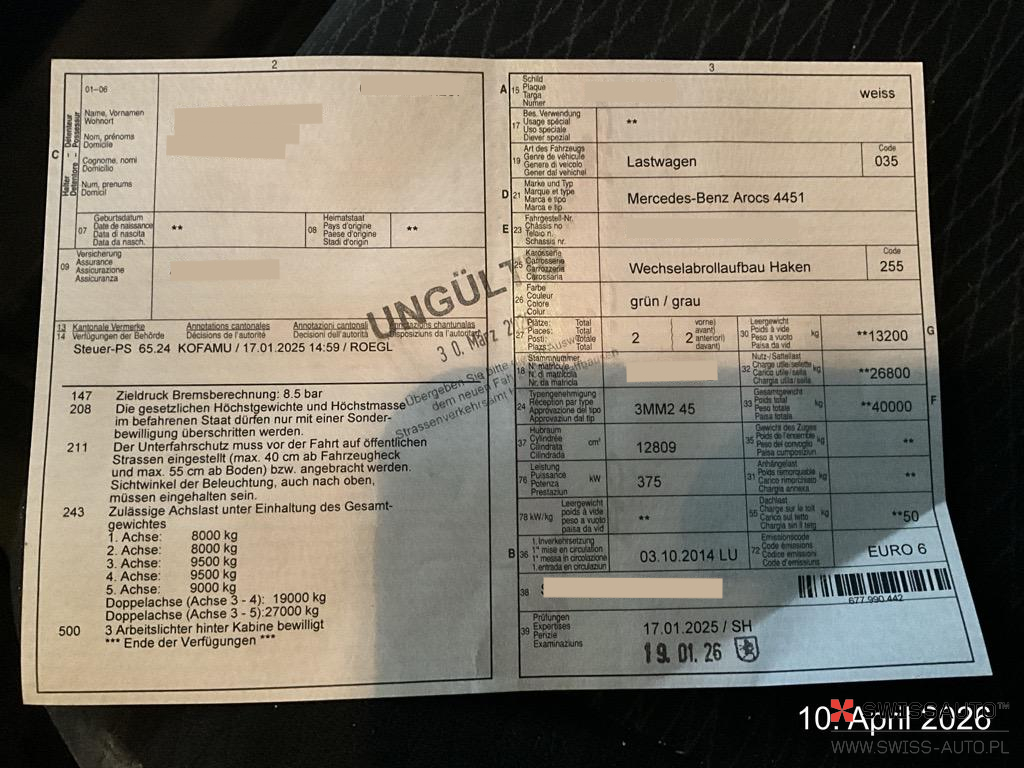 2
01–06
Name, Vornamen
Wohnort
Nom, prénoms
Domicile
Cognome, nomi
Domicilio
Num, prenums
Domicil
C
Halter – Détenteur
Detentore – Possessur
07
Geburtsdatum
Date de naissance
Data di nascita
Data da nasch.
**
08
Heimatstaat
Pays d'origine
Paese d'origine
Stadi d'origin
**
09
Versicherung
Assurance
Assicurazione
Assicuranza
13
14
Kantonale Vermerke
Verfügungen der Behörde
Annotations cantonales
Décisions de l'autorité
Annotazioni cantonali
Decisioni dell'autorità
Annotaziuns chantunalas
Disposiziuns da l'autoritad
Steuer-PS 65.24 KOFAMU / 17.01.2025 14:59 / ROEGL
UNGÜLT
30. März
Übergeben Sie bitte
dem neuen Fahr
Strassenverkehrsamt
147 Zieldruck Bremsberechnung: 8.5 bar
208 Die gesetzlichen Höchstgewichte und Höchstmasse
im befahrenen Staat dürfen nur mit einer Sonder-
bewilligung überschritten werden.
211 Der Unterfahrschutz muss vor der Fahrt auf öffentlichen
Strassen eingestellt (max. 40 cm ab Fahrzeugheck
und max. 55 cm ab Boden) bzw. angebracht werden.
Sichtwinkel der Beleuchtung, auch nach oben,
müssen eingehalten sein.
243 Zulässige Achslast unter Einhaltung des Gesamt-
gewichtes
1. Achse: 8000 kg
2. Achse: 8000 kg
3. Achse: 9500 kg
4. Achse: 9500 kg
5. Achse: 9000 kg
Doppelachse (Achse 3 - 4): 19000 kg
Doppelachse (Achse 3 - 5):27000 kg
500 3 Arbeitslichter hinter Kabine bewilligt
*** Ende der Verfügungen ***
3
A 15
Schild
Plaque
Targa
Numer
weiss
17
Bes. Verwendung
Usage spécial
Uso speciale
Diever spezial
**
19
Art des Fahrzeugs
Genre de véhicule
Genere di veicolo
Gener dal vehichel
Lastwagen
Code
035
D 21
Marke und Typ
Marque et type
Marca e tipo
Marca e tip
Mercedes-Benz Arocs 4451
E 23
Fahrgestell-Nr.
Châssis no
Telaio n.
Schassis nr.
25
Karosserie
Carrosserie
Carrozzeria
Carossaria
Wechselabrollaufbau Haken
Code
255
26
Farbe
Couleur
Colore
Colur
grün / grau
27
Plätze: Total
Places: Total
Posti: Totale
Plazs: Total
2
2
vorne)
avant)
anteriori)
davant)
30
Leergewicht
Poids à vide
Peso a vuoto
Paisa da vid
kg
**13200
G
18
Stammnummer
N° matricule
N. di matricola
Nr. da matricla
32
Nutz-/Sattellast
Charge utile/sellette
Carico utile/sella
Chargia utila/sella
kg
**26800
24
Typengenehmigung
Réception par type
Approvazione del tipo
Approvaziun dal tip
3MM2 45
33
Gesamtgewicht
Poids total
Peso totale
Paisa totala
kg
**40000
F
37
Hubraum
Cylindrée
Cilindrata
Cilindrada
cm³
12809
35
Gewicht des Zuges
Poids de l'ensemble
Peso del convoglio
Paisa cumposiziun
kg
**
76
Leistung
Puissance
Potenza
Prestaziun
kW
375
31
Anhängelast
Poids remorquable
Carico rimorchiato
Chargia annexa
kg
**
78 kW/kg
Leergewicht
poids à vide
peso a vuoto
paisa da vid
**
55
Dachlast
Charge sur le toit
Carico sul tetto
Chargia sin il tetg
kg
**50
B 36
1. Inverkehrsetzung
1re mise en circulation
1a messa in circolazione
1. entrada en circulaziun
03.10.2014 LU
72
Emissionscode
Code émissions
Codice emissioni
Code d'emissiuns
EURO 6
38
677.990.442
39
Prüfungen
Expertises
Perizie
Examinaziuns
17.01.2025 / SH
19. 01. 26
10. April 2026
SWISSAUTO™
WWW.SWISS-AUTO.PL